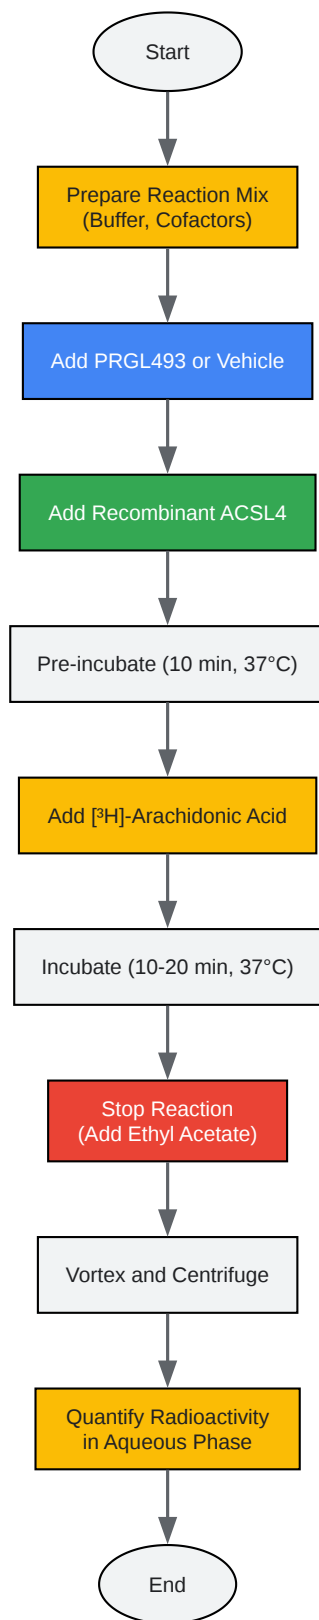 Start
Prepare Reaction Mix
(Buffer, Cofactors)
Add PRGL493 or Vehicle
Add Recombinant ACSL4
Pre-incubate (10 min, 37°C)
Add [³H]-Arachidonic Acid
Incubate (10-20 min, 37°C)
Stop Reaction
(Add Ethyl Acetate)
Vortex and Centrifuge
Quantify Radioactivity
in Aqueous Phase
End